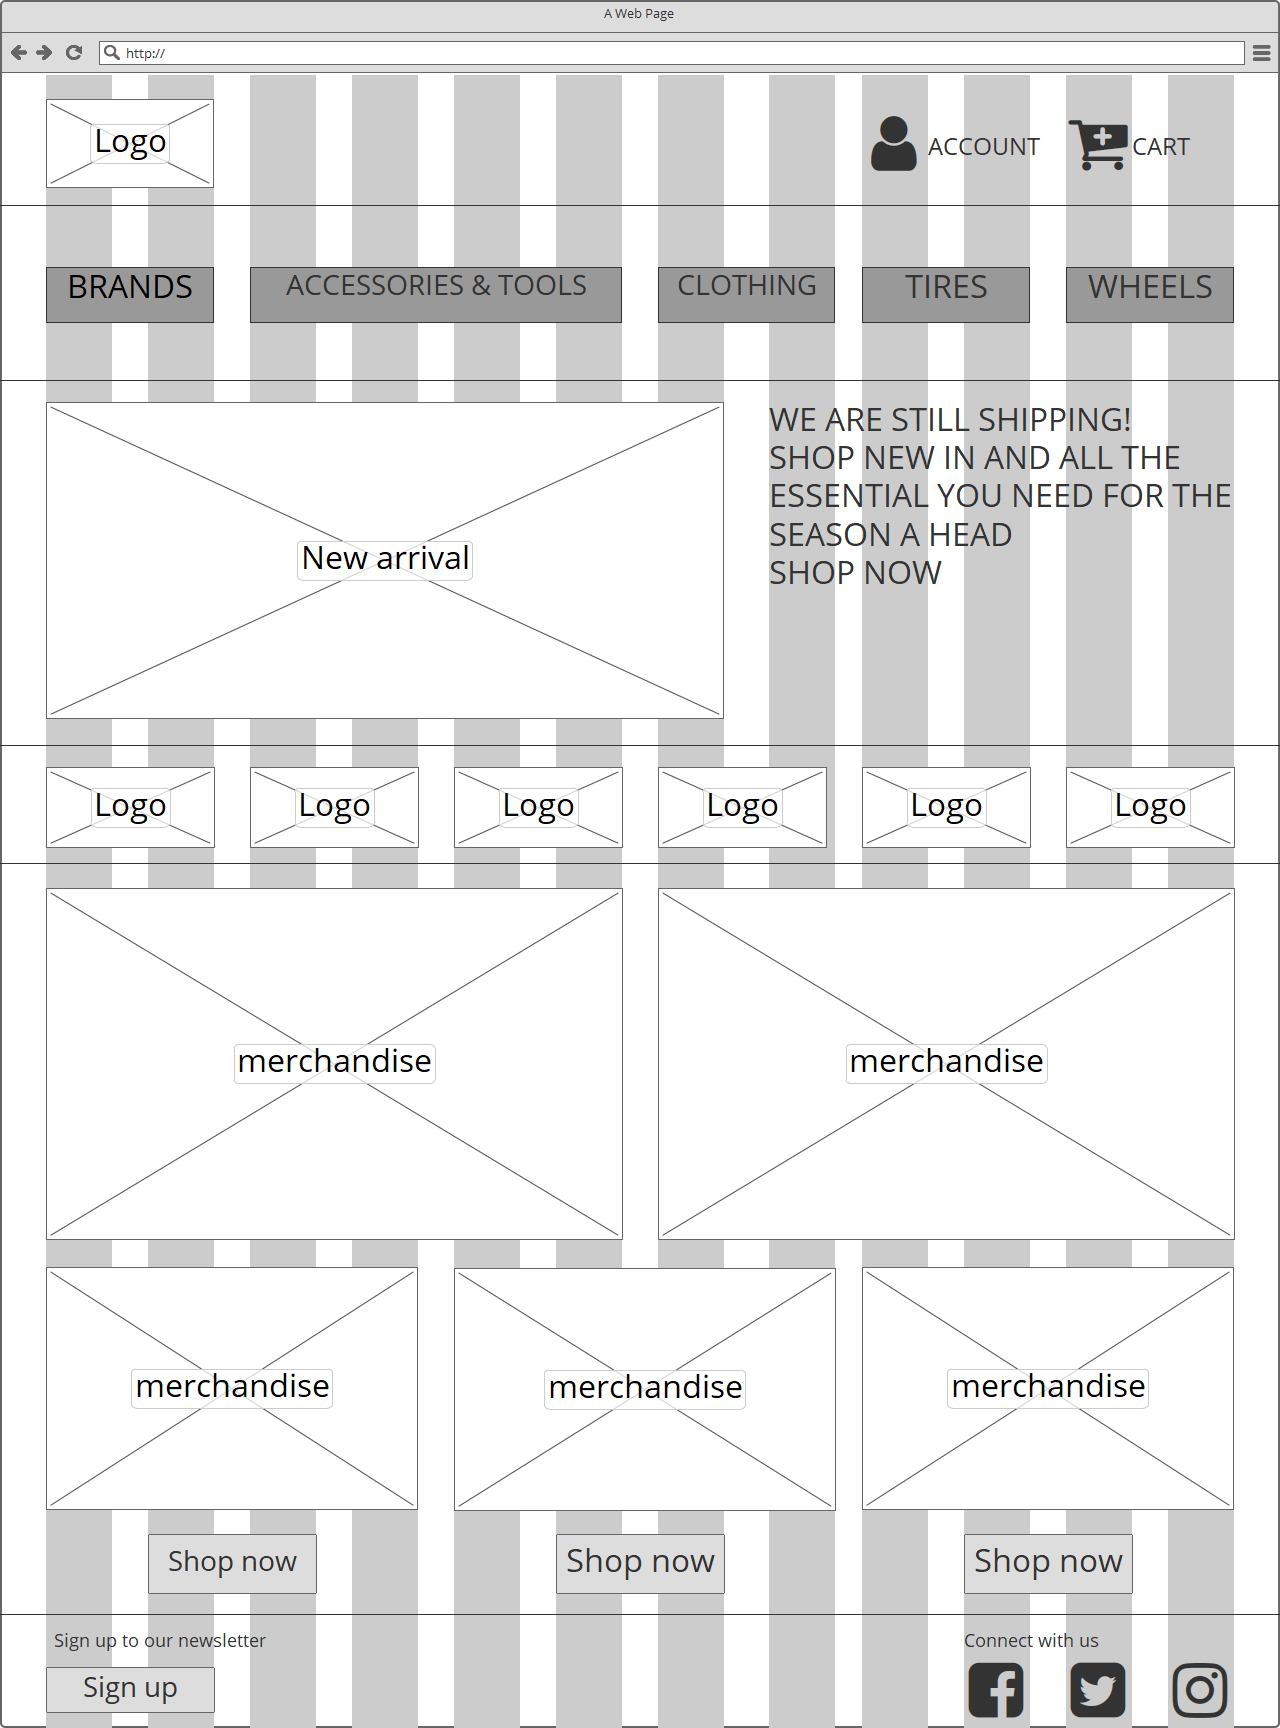 A Web Page
http://
Logo
ACCOUNT
CART
BRANDS
ACCESSORIES & TOOLS
CLOTHING
TIRES
WHEELS
New arrival
WE ARE STILL SHIPPING!
SHOP NEW IN AND ALL THE
ESSENTIAL YOU NEED FOR THE
SEASON A HEAD
SHOP NOW
Logo
Logo
Logo
Logo
Logo
Logo
merchandise
merchandise
merchandise
merchandise
merchandise
Shop now
Shop now
Shop now
Sign up to our newsletter
Connect with us
Sign up